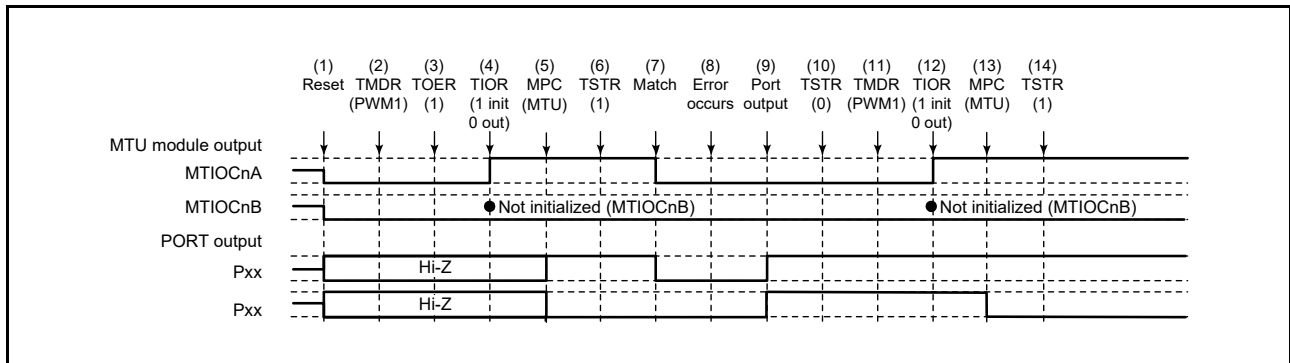 (1) (2) (3) (4) (5) (6) (7) (8) (9) (10) (11) (12) (13) (14)
Reset TMDR TOER TIOR MPC TSTR Match Error Port TSTR TMDR TIOR MPC TSTR
(PWM1) (1) (1 init (MTU) (1) occurs output (0) (PWM1) (1 init (MTU) (1)
0 out) 0 out)
MTU module output
MTIOCnA
MTIOCnB Not initialized (MTIOCnB) Not initialized (MTIOCnB)
PORT output
Pxx Hi-Z
Pxx Hi-Z